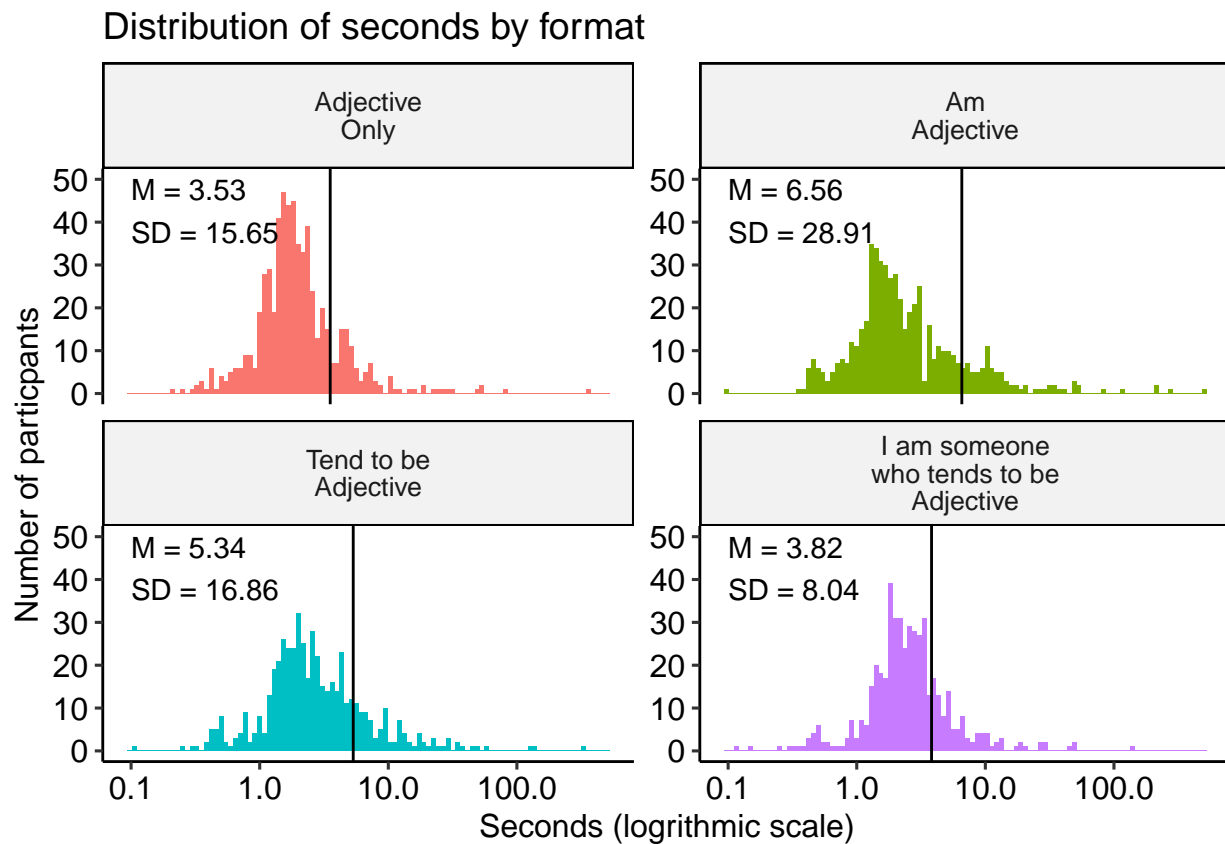 Distribution of seconds by format
Adjective
Only
Am
Adjective
M = 3.53
SD = 15.65
M = 6.56
SD = 28.91
50
40
30
20
10
0
50
40
30
20
10
0
Tend to be
Adjective
I am someone
who tends to be
Adjective
M = 5.34
SD = 16.86
M = 3.82
SD = 8.04
50
40
30
20
10
0
50
40
30
20
10
0
0.1
1.0
10.0
100.0
0.1
1.0
10.0
100.0
Number of particpants
Seconds (logrithmic scale)